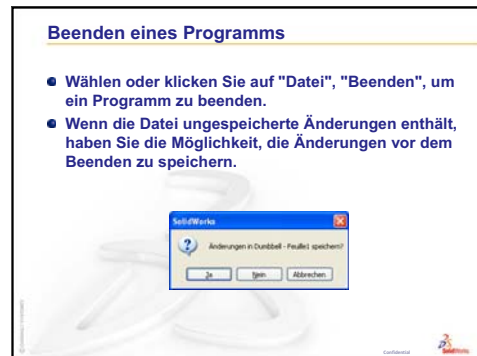 Beenden eines Programms
Wählen oder klicken Sie auf "Datei", "Beenden", um
ein Programm zu beenden.
Wenn die Datei ungespeicherte Änderungen enthält,
haben Sie die Möglichkeit, die Änderungen vor dem
Beenden zu speichern.
SolidWorks
Änderungen in Dumbbell - Feuille1 speichern?
Ja Nein Abbrechen
Confidential
SolidWorks